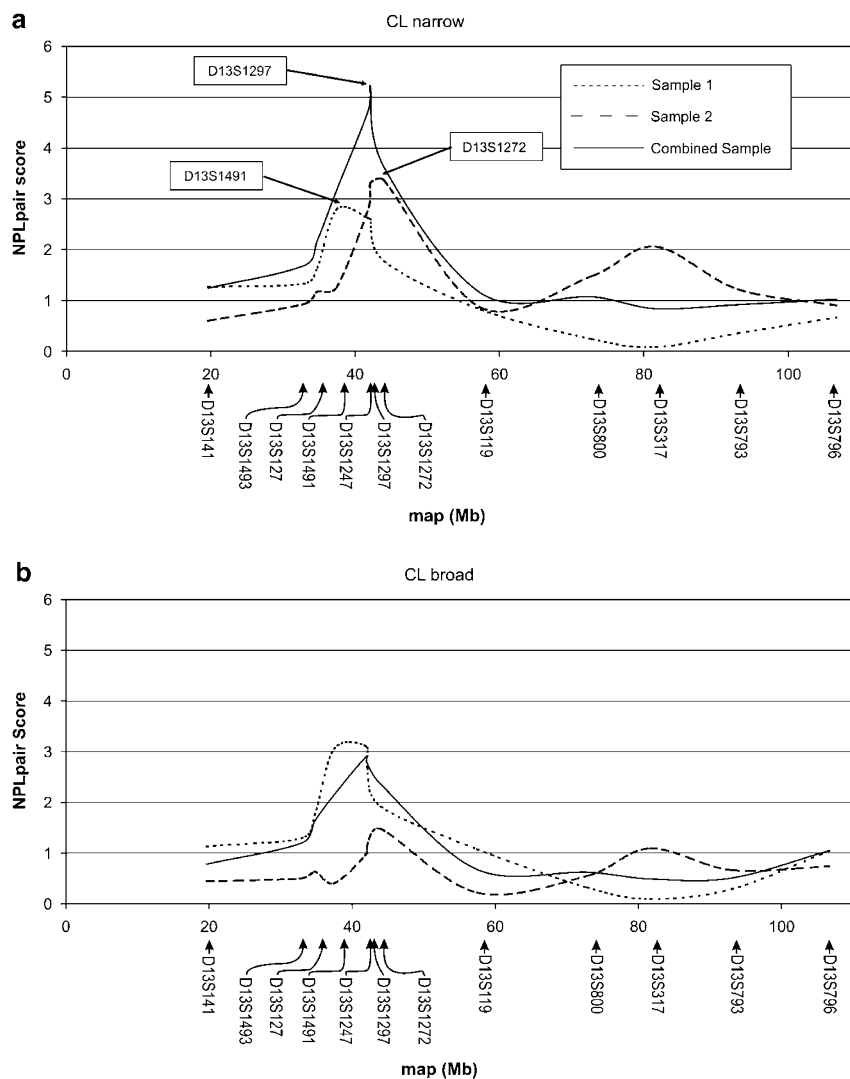 a
CL narrow
6
5
4
3
2
1
0
NPLpair score
D13S1297
D13S1272
D13S1491
Sample 1
Sample 2
Combined Sample
0 20 40 60 80 100
D13S141
D13S1493
D13S127
D13S1491
D13S1247
D13S1297
D13S1272
D13S119
D13S800
D13S317
D13S793
D13S796
map (Mb)
b
CL broad
6
5
4
3
2
1
0
NPLpair Score
0 20 40 60 80 100
D13S141
D13S1493
D13S127
D13S1491
D13S1247
D13S1297
D13S1272
D13S119
D13S800
D13S317
D13S793
D13S796
map (Mb)